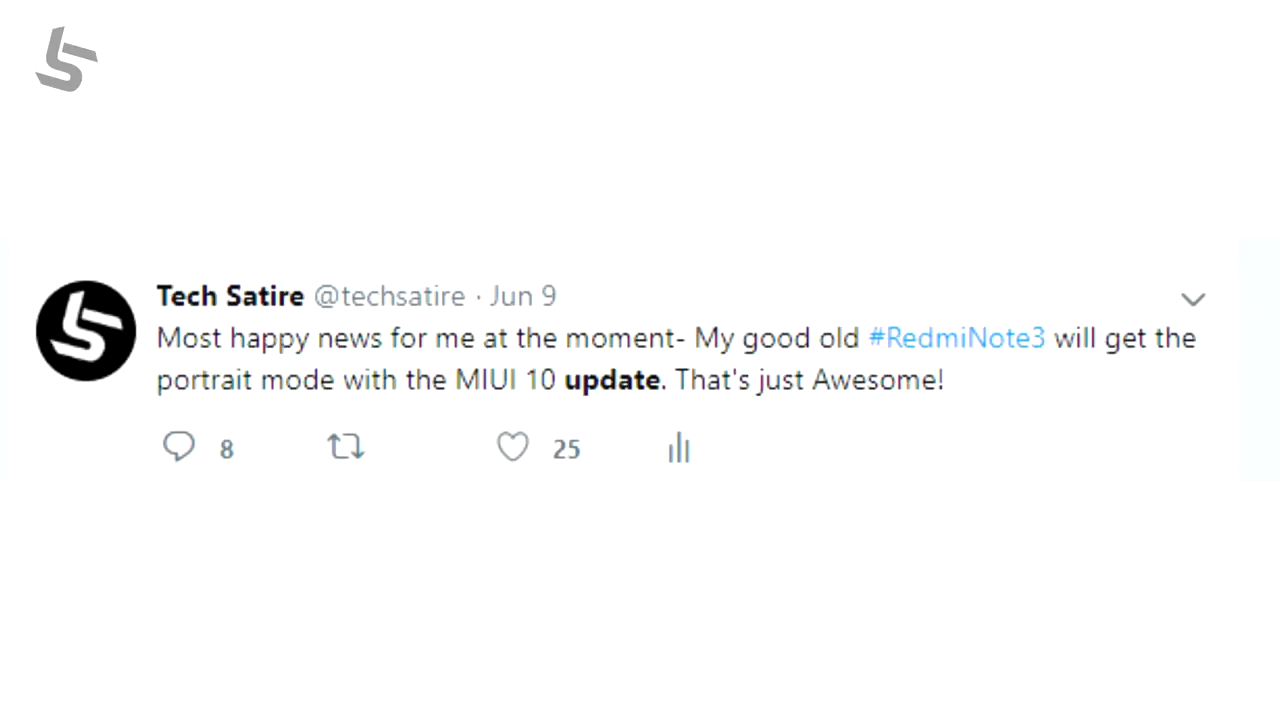 Tech Satire @techsatire · Jun 9
Most happy news for me at the moment- My good old #RedmiNote3 will get the
portrait mode with the MIUI 10 update. That's just Awesome!
8 25